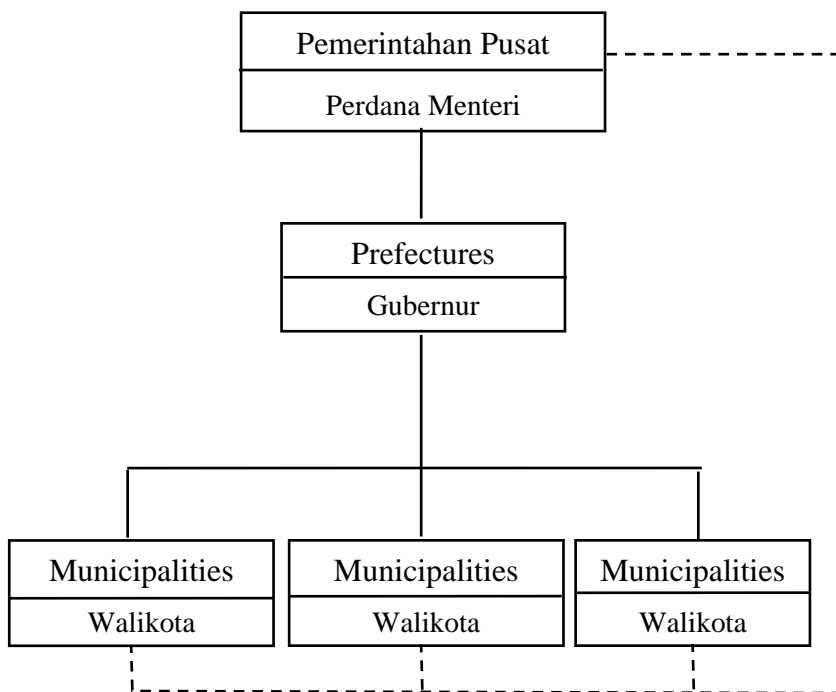 Pemerintahan Pusat
Perdana Menteri
Prefectures
Gubernur
Municipalities
Walikota
Municipalities
Walikota
Municipalities
Walikota